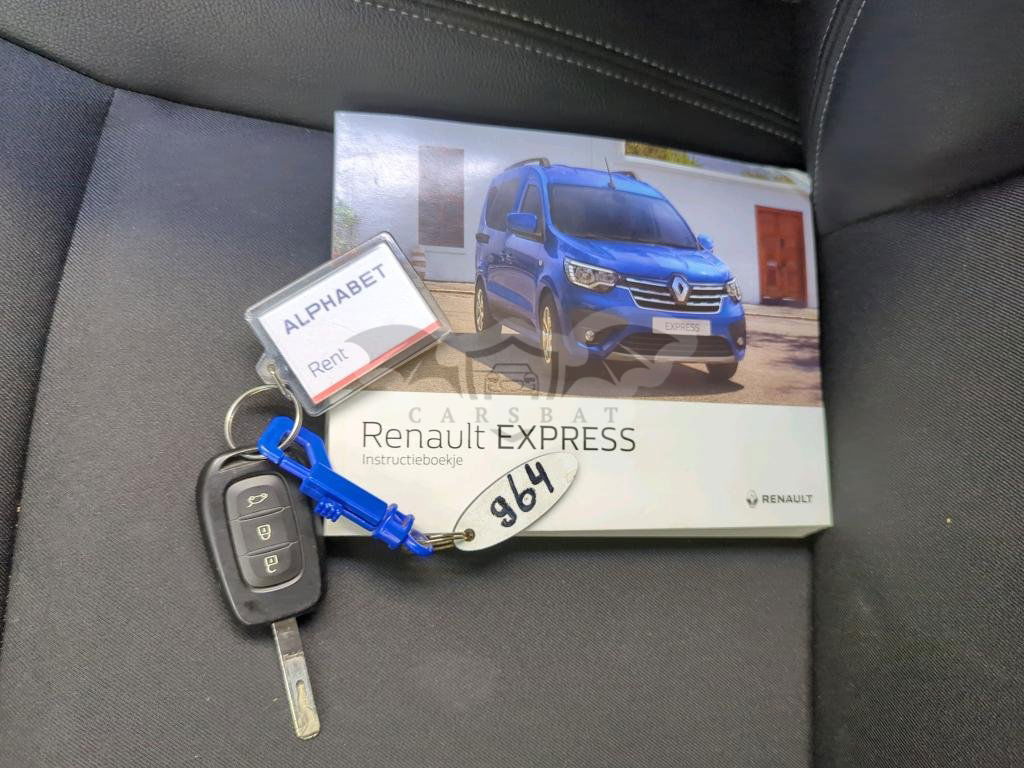 ALPHABET
Rent
EXPRESS
CARSBAT
Renault EXPRESS
Instructieboekje
964
RENAULT